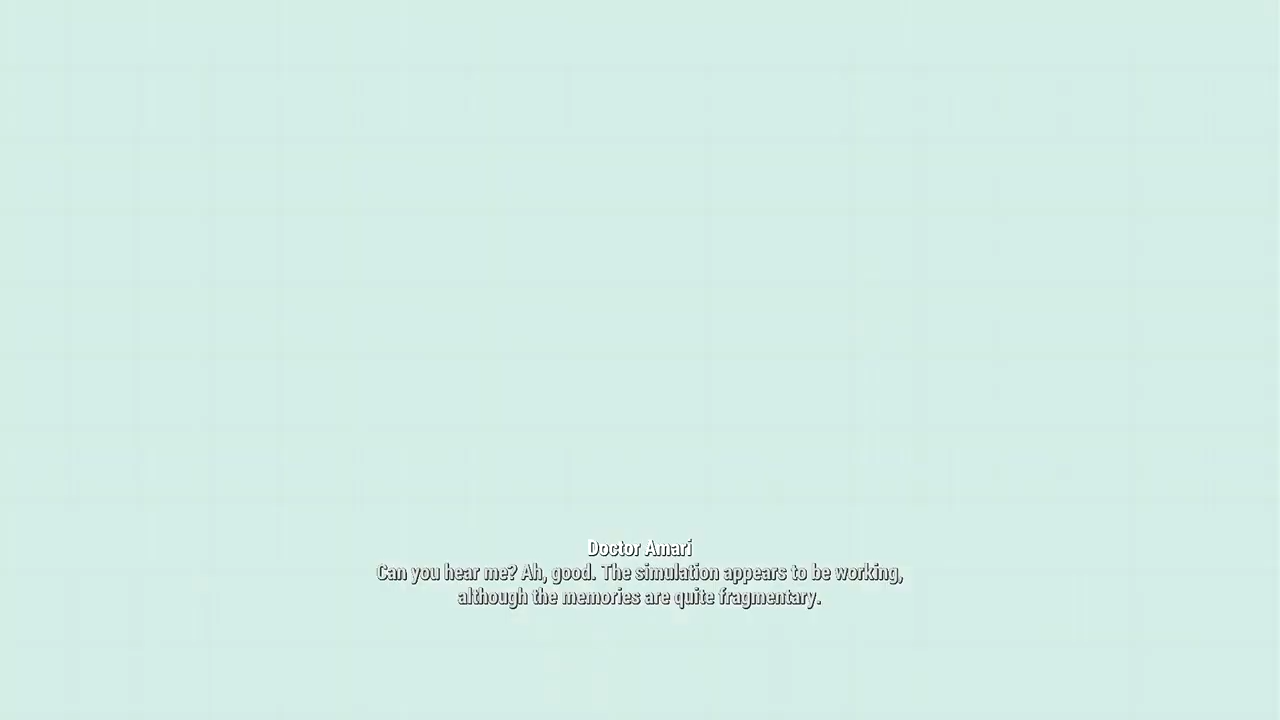 Doctor Amari
Can you hear me? Ah, good. The simulation appears to be working,
although the memories are quite fragmentary.